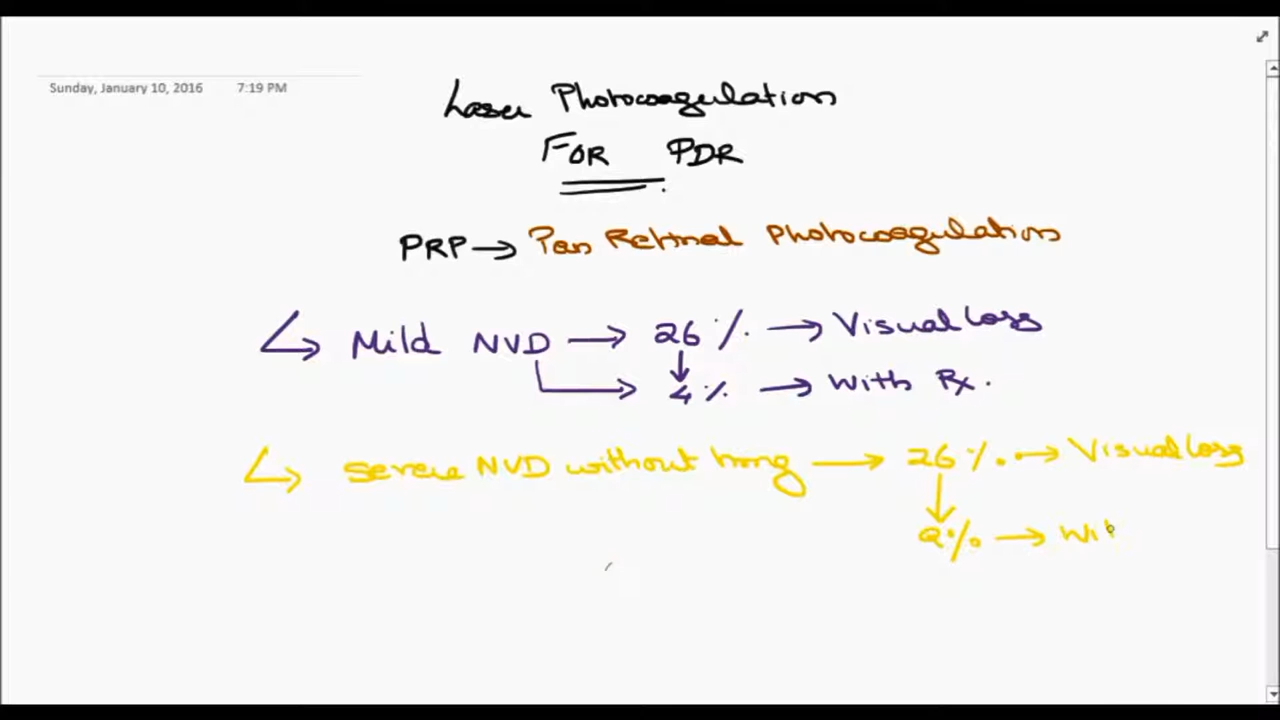 Sunday, January 10, 2016 7:19 PM
Laser Photocoagulation
FOR PDR
PRP → Pan Retinal Photocoagulation
↳ Mild NVD → 26% → Visual Loss
↓
→ 4% → With Rx.
↳ Severe NVD without hmg → 26% → Visual Loss
↓
2% → Wit